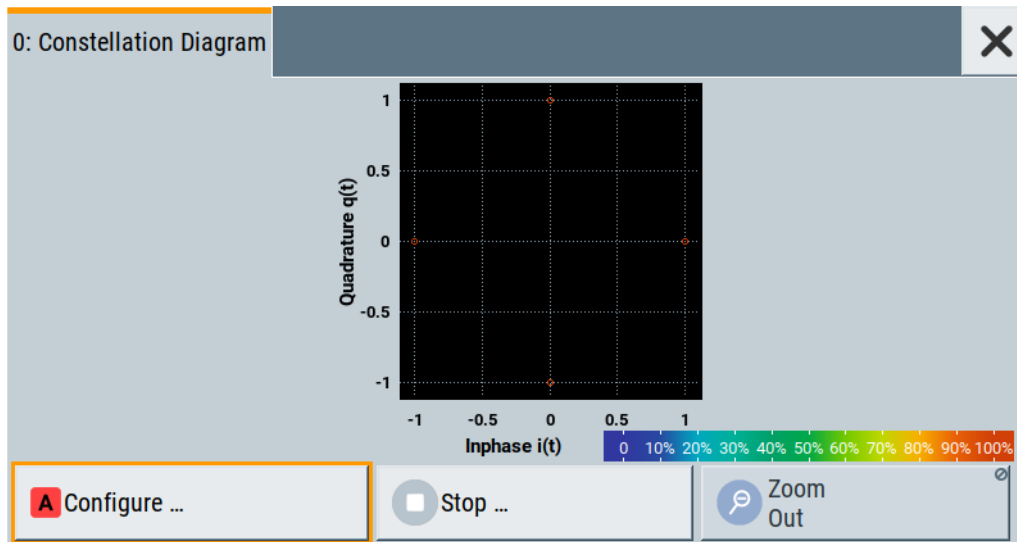 0: Constellation Diagram
1
0.5
0
-0.5
-1
Quadrature q(t)
-1 -0.5 0 0.5 1
Inphase i(t)
0 10% 20% 30% 40% 50% 60% 70% 80% 90% 100%
A Configure ...
Stop ...
Zoom
Out